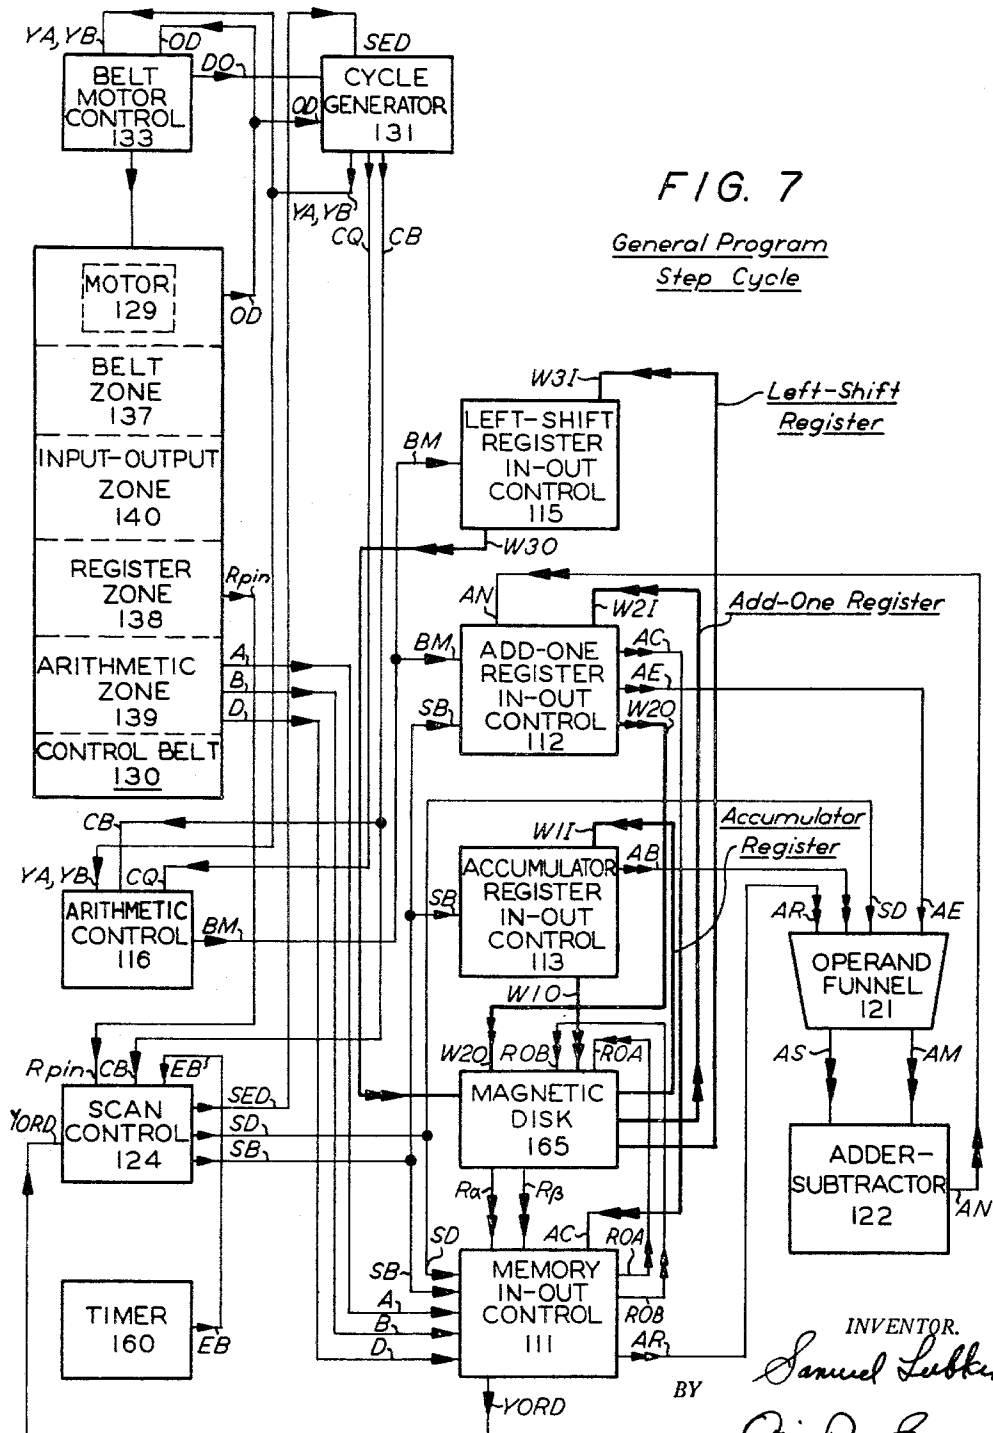 YA, YB
OD
SED
BELT
MOTOR
CONTROL
133
DO
CYCLE
GENERATOR
131
OD
YA, YB
CQ
CB
FIG. 7
General Program
Step Cycle
MOTOR
129
OD
BELT
ZONE
137
INPUT-OUTPUT
ZONE
140
REGISTER
ZONE
138
Rpin
ARITHMETIC
ZONE
139
A
B
D
CONTROL BELT
130
W3I
Left-Shift
Register
BM
LEFT-SHIFT
REGISTER
IN-OUT
CONTROL
115
W3O
AN
W2I
Add-One Register
BM
SB
ADD-ONE
REGISTER
IN-OUT
CONTROL
112
AC
AE
W2O
CB
YA, YB
CQ
ARITHMETIC
CONTROL
116
BM
W1I
Accumulator
Register
SB
ACCUMULATOR
REGISTER
IN-OUT
CONTROL
113
AB
W1O
AR
SD
AE
OPERAND
FUNNEL
121
AS
AM
Rpin
CB
EB
W2O
ROB
ROA
YORD
SCAN
CONTROL
124
SED
SD
SB
MAGNETIC
DISK
165
ADDER-
SUBTRACTOR
122
AN
Rα
Rβ
AC
ROA
SD
SB
A
B
D
MEMORY
IN-OUT
CONTROL
111
ROB
AR
TIMER
160
EB
YORD
INVENTOR.
Samuel Lubkin
BY